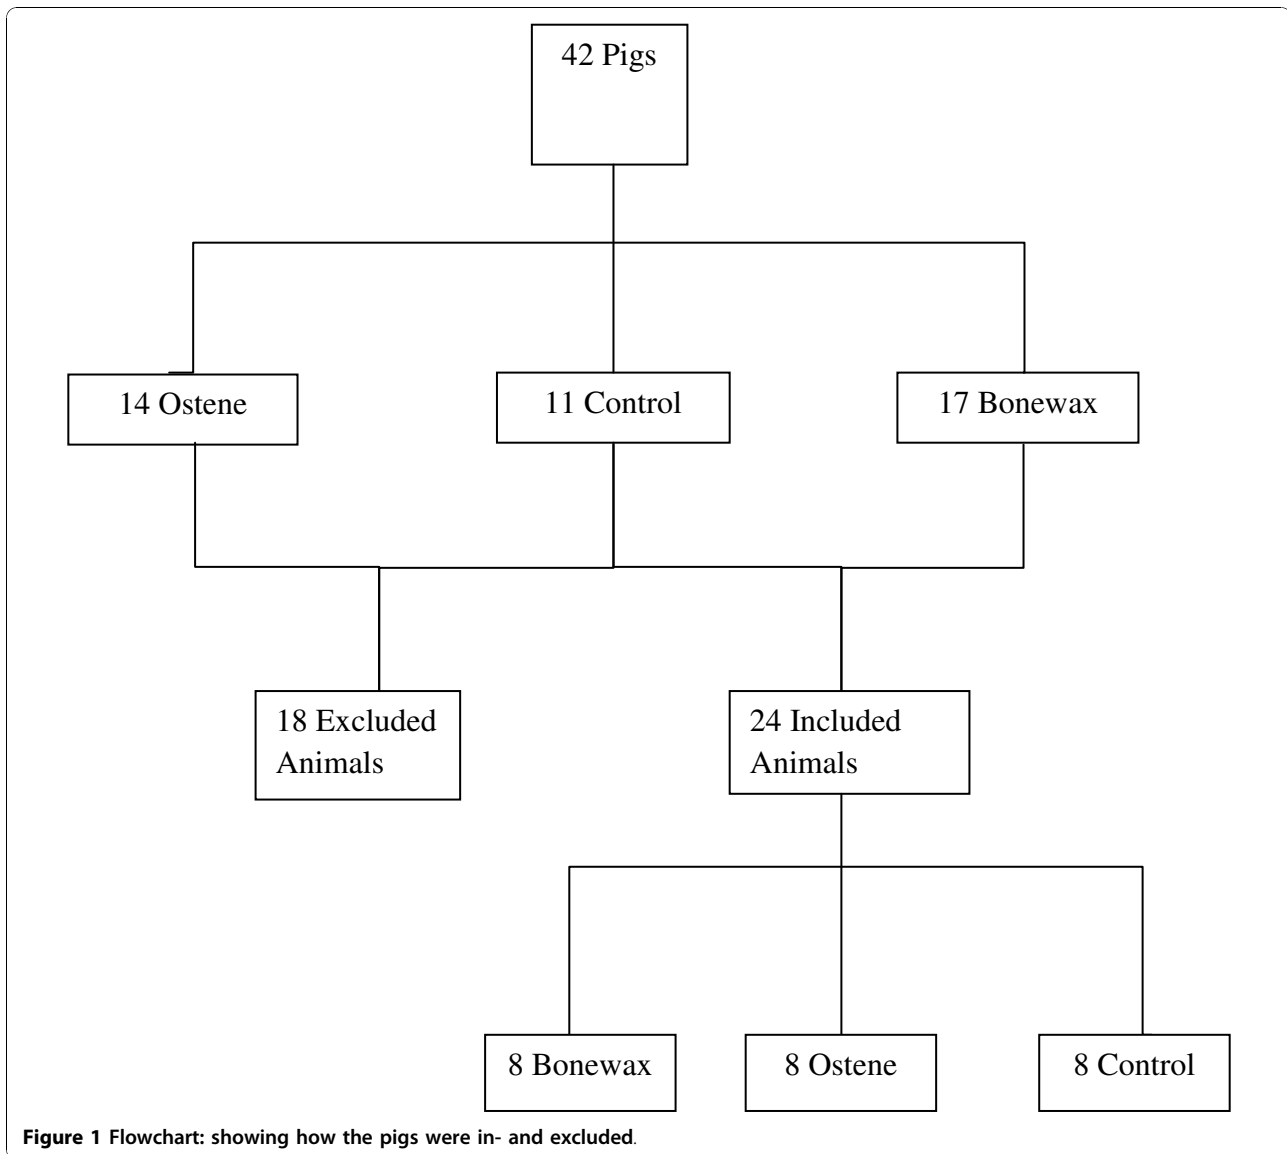 42 Pigs
14 Ostene
11 Control
17 Bonewax
18 Excluded
Animals
24 Included
Animals
8 Bonewax
8 Ostene
8 Control
Figure 1 Flowchart: showing how the pigs were in- and excluded.